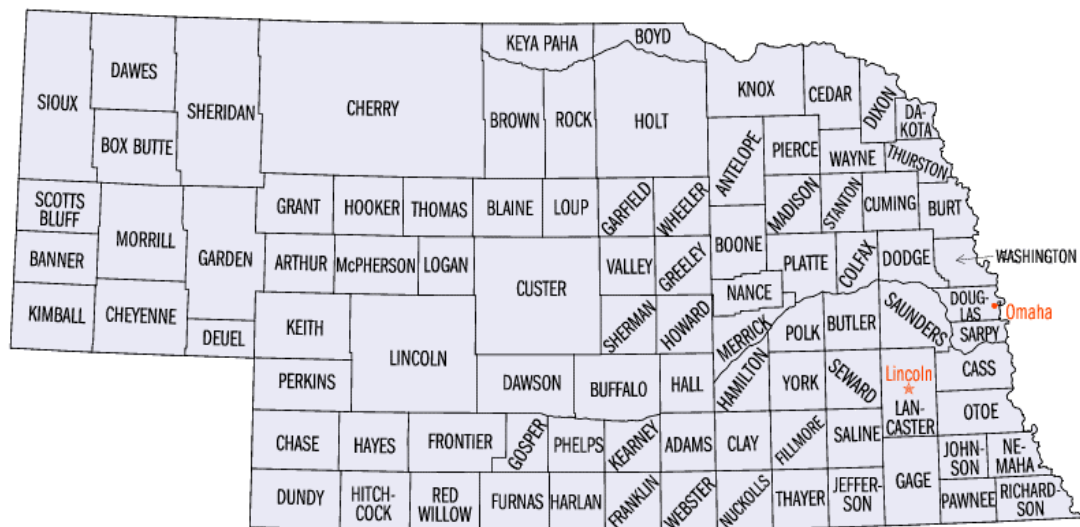 KEYA PAHA
BOYD
DAWES
SIOUX
SHERIDAN
CHERRY
BROWN
ROCK
HOLT
KNOX
CEDAR
DIXON
DA-
KOTA
BOX BUTTE
ANTELOPE
PIERCE
WAYNE
THURSTON
SCOTTS
BLUFF
MORRILL
GRANT
HOOKER
THOMAS
BLAINE
LOUP
GARFIELD
WHEELER
MADISON
STANTON
CUMING
BURT
BANNER
GARDEN
ARTHUR
McPHERSON
LOGAN
CUSTER
VALLEY
GREELEY
BOONE
PLATTE
COLFAX
DODGE
WASHINGTON
KIMBALL
CHEYENNE
DEUEL
KEITH
LINCOLN
SHERMAN
HOWARD
NANCE
MERRICK
POLK
BUTLER
SAUNDERS
DOUG-
LAS
Omaha
SARPY
PERKINS
DAWSON
BUFFALO
HALL
HAMILTON
YORK
SEWARD
Lincoln
LAN-
CASTER
CASS
OTOE
CHASE
HAYES
FRONTIER
GOSPER
PHELPS
KEARNEY
ADAMS
CLAY
FILLMORE
SALINE
JOHN-
SON
NE-
MAHA
DUNDY
HITCH-
COCK
RED
WILLOW
FURNAS
HARLAN
FRANKLIN
WEBSTER
NUCKOLLS
THAYER
JEFFER-
SON
GAGE
PAWNEE
RICHARD-
SON